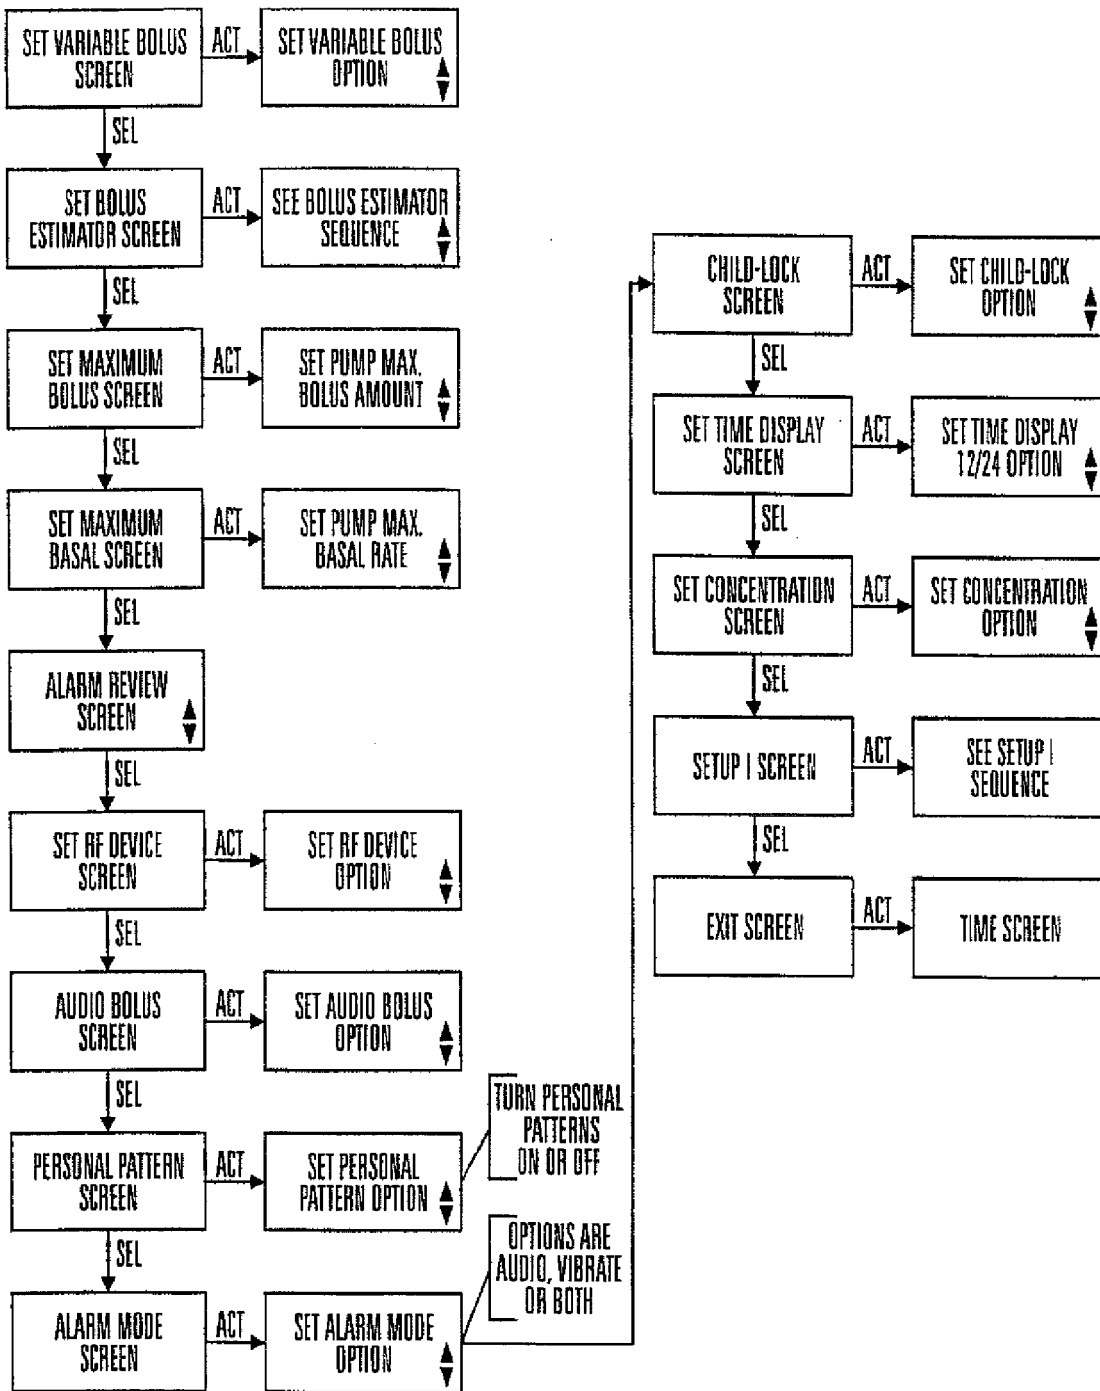 SET VARIABLE BOLUS
SCREEN
ACT
SET VARIABLE BOLUS
OPTION
SEL
SET BOLUS
ESTIMATOR SCREEN
ACT
SEE BOLUS ESTIMATOR
SEQUENCE
SEL
SET MAXIMUM
BOLUS SCREEN
ACT
SET PUMP MAX.
BOLUS AMOUNT
SEL
SET MAXIMUM
BASAL SCREEN
ACT
SET PUMP MAX.
BASAL RATE
SEL
ALARM REVIEW
SCREEN
SEL
SET RF DEVICE
SCREEN
ACT
SET RF DEVICE
OPTION
SEL
AUDIO BOLUS
SCREEN
ACT
SET AUDIO BOLUS
OPTION
SEL
PERSONAL PATTERN
SCREEN
ACT
SET PERSONAL
PATTERN OPTION
TURN PERSONAL
PATTERNS
ON OR OFF
SEL
ALARM MODE
SCREEN
ACT
SET ALARM MODE
OPTION
OPTIONS ARE
AUDIO, VIBRATE
OR BOTH
CHILD-LOCK
SCREEN
ACT
SET CHILD-LOCK
OPTION
SEL
SET TIME DISPLAY
SCREEN
ACT
SET TIME DISPLAY
12/24 OPTION
SEL
SET CONCENTRATION
SCREEN
ACT
SET CONCENTRATION
OPTION
SEL
SETUP I SCREEN
ACT
SEE SETUP I
SEQUENCE
SEL
EXIT SCREEN
ACT
TIME SCREEN